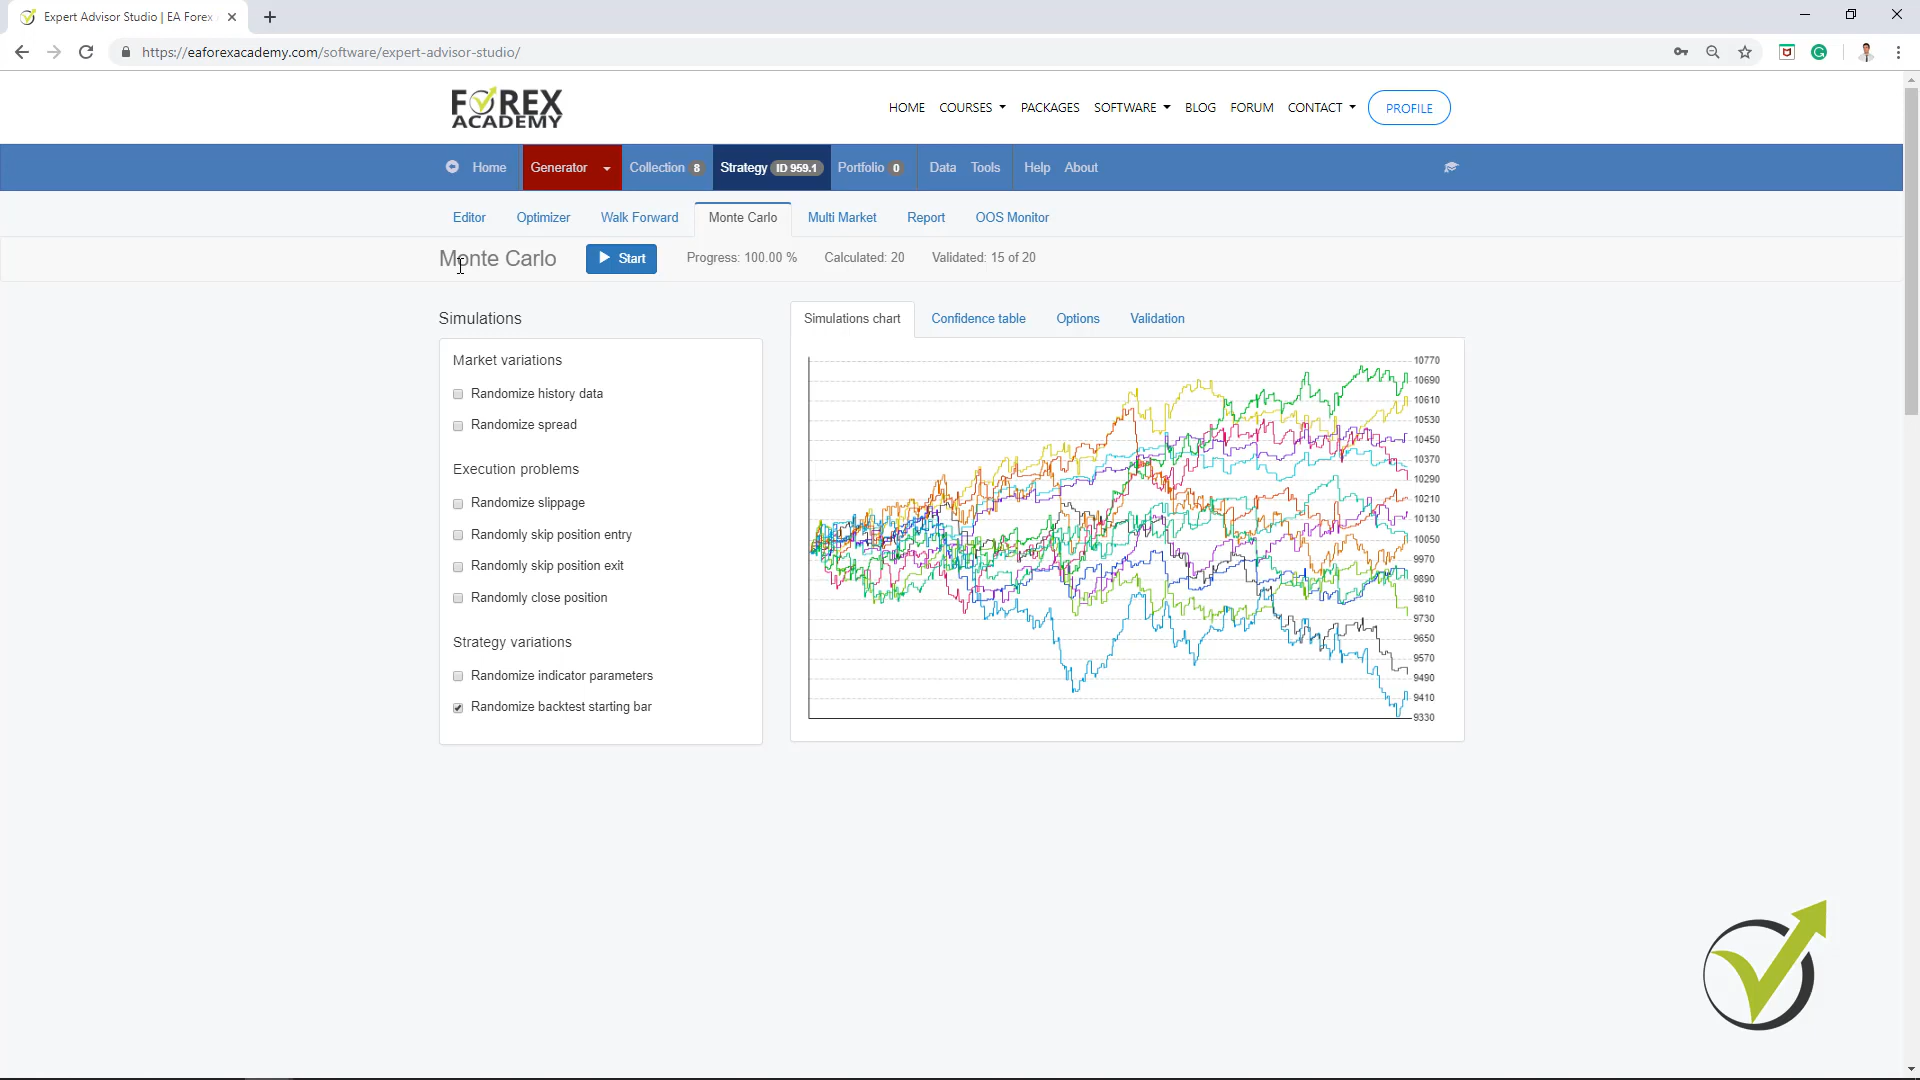 Expert Advisor Studio | EA Forex
https://eaforexacademy.com/software/expert-advisor-studio/
FOREX
ACADEMY
HOME COURSES PACKAGES SOFTWARE BLOG FORUM CONTACT PROFILE
Home Generator Collection 8 Strategy ID 959.1 Portfolio 0 Data Tools Help About
Editor Optimizer Walk Forward Monte Carlo Multi Market Report OOS Monitor
Monte Carlo Start Progress: 100.00 % Calculated: 20 Validated: 15 of 20
Simulations
Market variations
Randomize history data
Randomize spread
Execution problems
Randomize slippage
Randomly skip position entry
Randomly skip position exit
Randomly close position
Strategy variations
Randomize indicator parameters
Randomize backtest starting bar
Simulations chart Confidence table Options Validation
10770
10690
10610
10530
10450
10370
10290
10210
10130
10050
9970
9890
9810
9730
9650
9570
9490
9410
9330